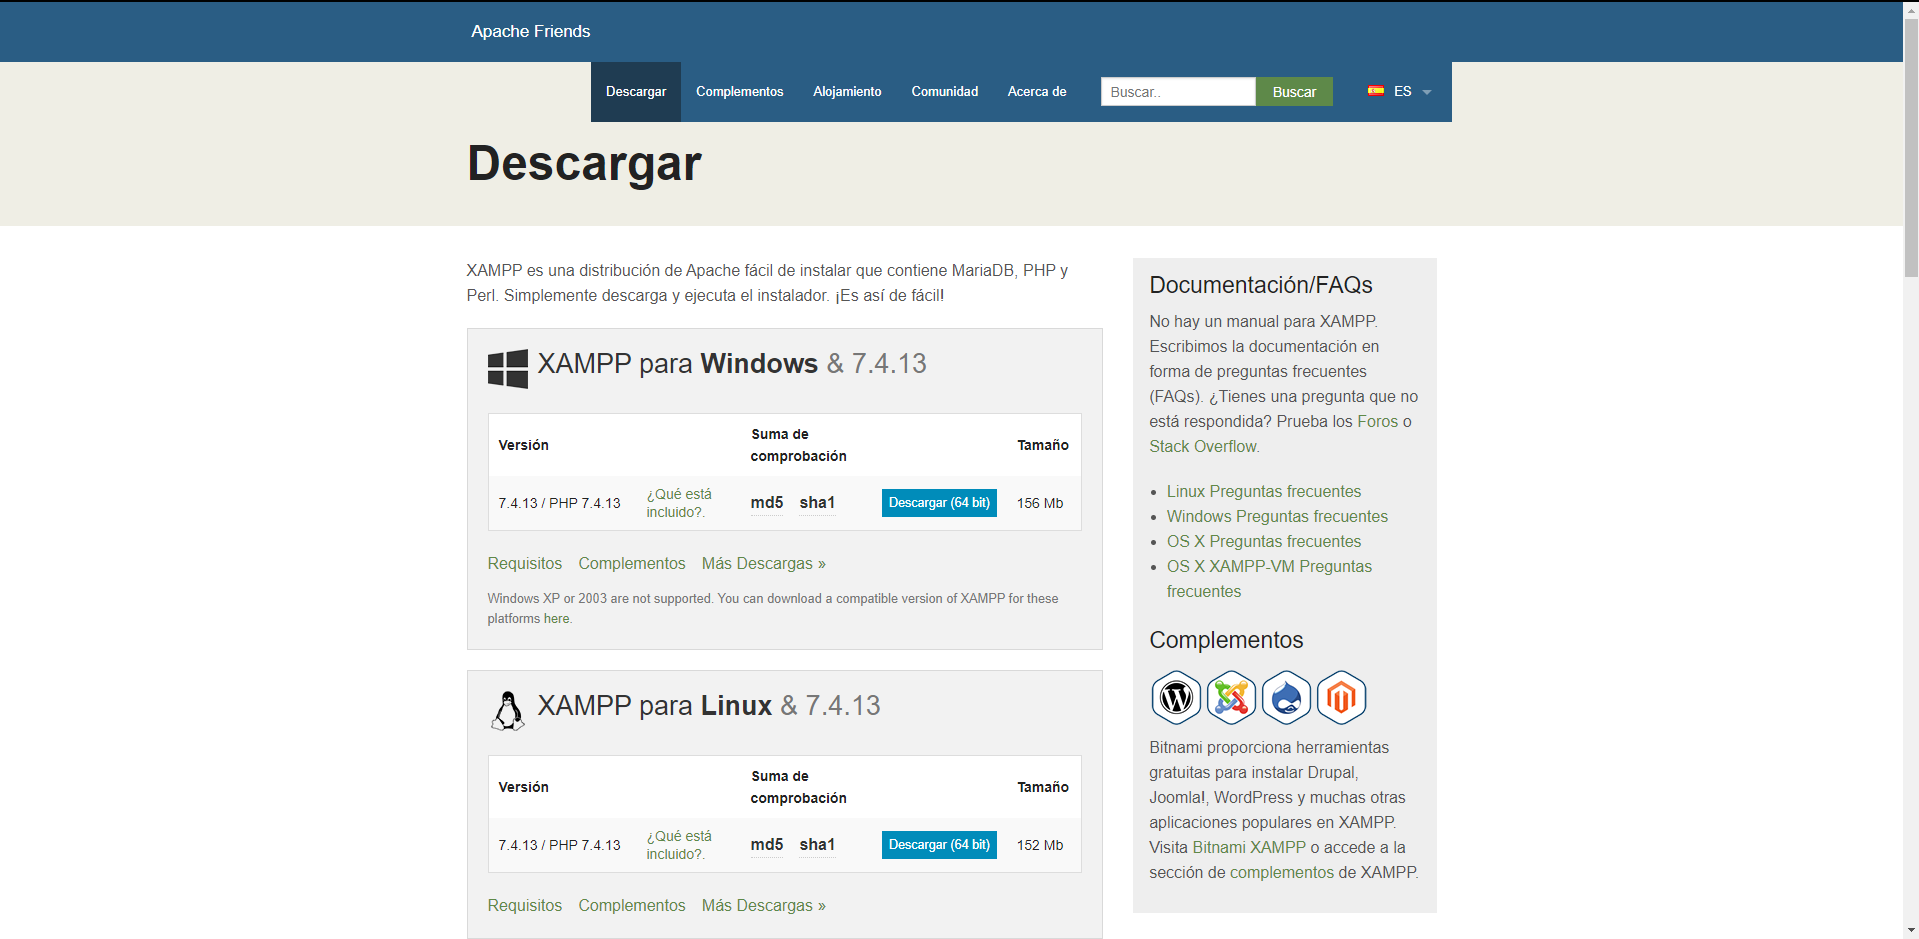 Apache Friends
Descargar Complementos Alojamiento Comunidad Acerca de Buscar.. Buscar ES
Descargar
XAMPP es una distribución de Apache fácil de instalar que contiene MariaDB, PHP y
Perl. Simplemente descarga y ejecuta el instalador. ¡Es así de fácil!
XAMPP para Windows & 7.4.13
Versión Suma de comprobación Tamaño
7.4.13 / PHP 7.4.13 ¿Qué está incluido?. md5 sha1 Descargar (64 bit) 156 Mb
Requisitos Complementos Más Descargas »
Windows XP or 2003 are not supported. You can download a compatible version of XAMPP for these
platforms here.
XAMPP para Linux & 7.4.13
Versión Suma de comprobación Tamaño
7.4.13 / PHP 7.4.13 ¿Qué está incluido?. md5 sha1 Descargar (64 bit) 152 Mb
Requisitos Complementos Más Descargas »
Documentación/FAQs
No hay un manual para XAMPP.
Escribimos la documentación en
forma de preguntas frecuentes
(FAQs). ¿Tienes una pregunta que no
está respondida? Prueba los Foros o
Stack Overflow.
Linux Preguntas frecuentes
Windows Preguntas frecuentes
OS X Preguntas frecuentes
OS X XAMPP-VM Preguntas
frecuentes
Complementos
Bitnami proporciona herramientas
gratuitas para instalar Drupal,
Joomla!, WordPress y muchas otras
aplicaciones populares en XAMPP.
Visita Bitnami XAMPP o accede a la
sección de complementos de XAMPP.